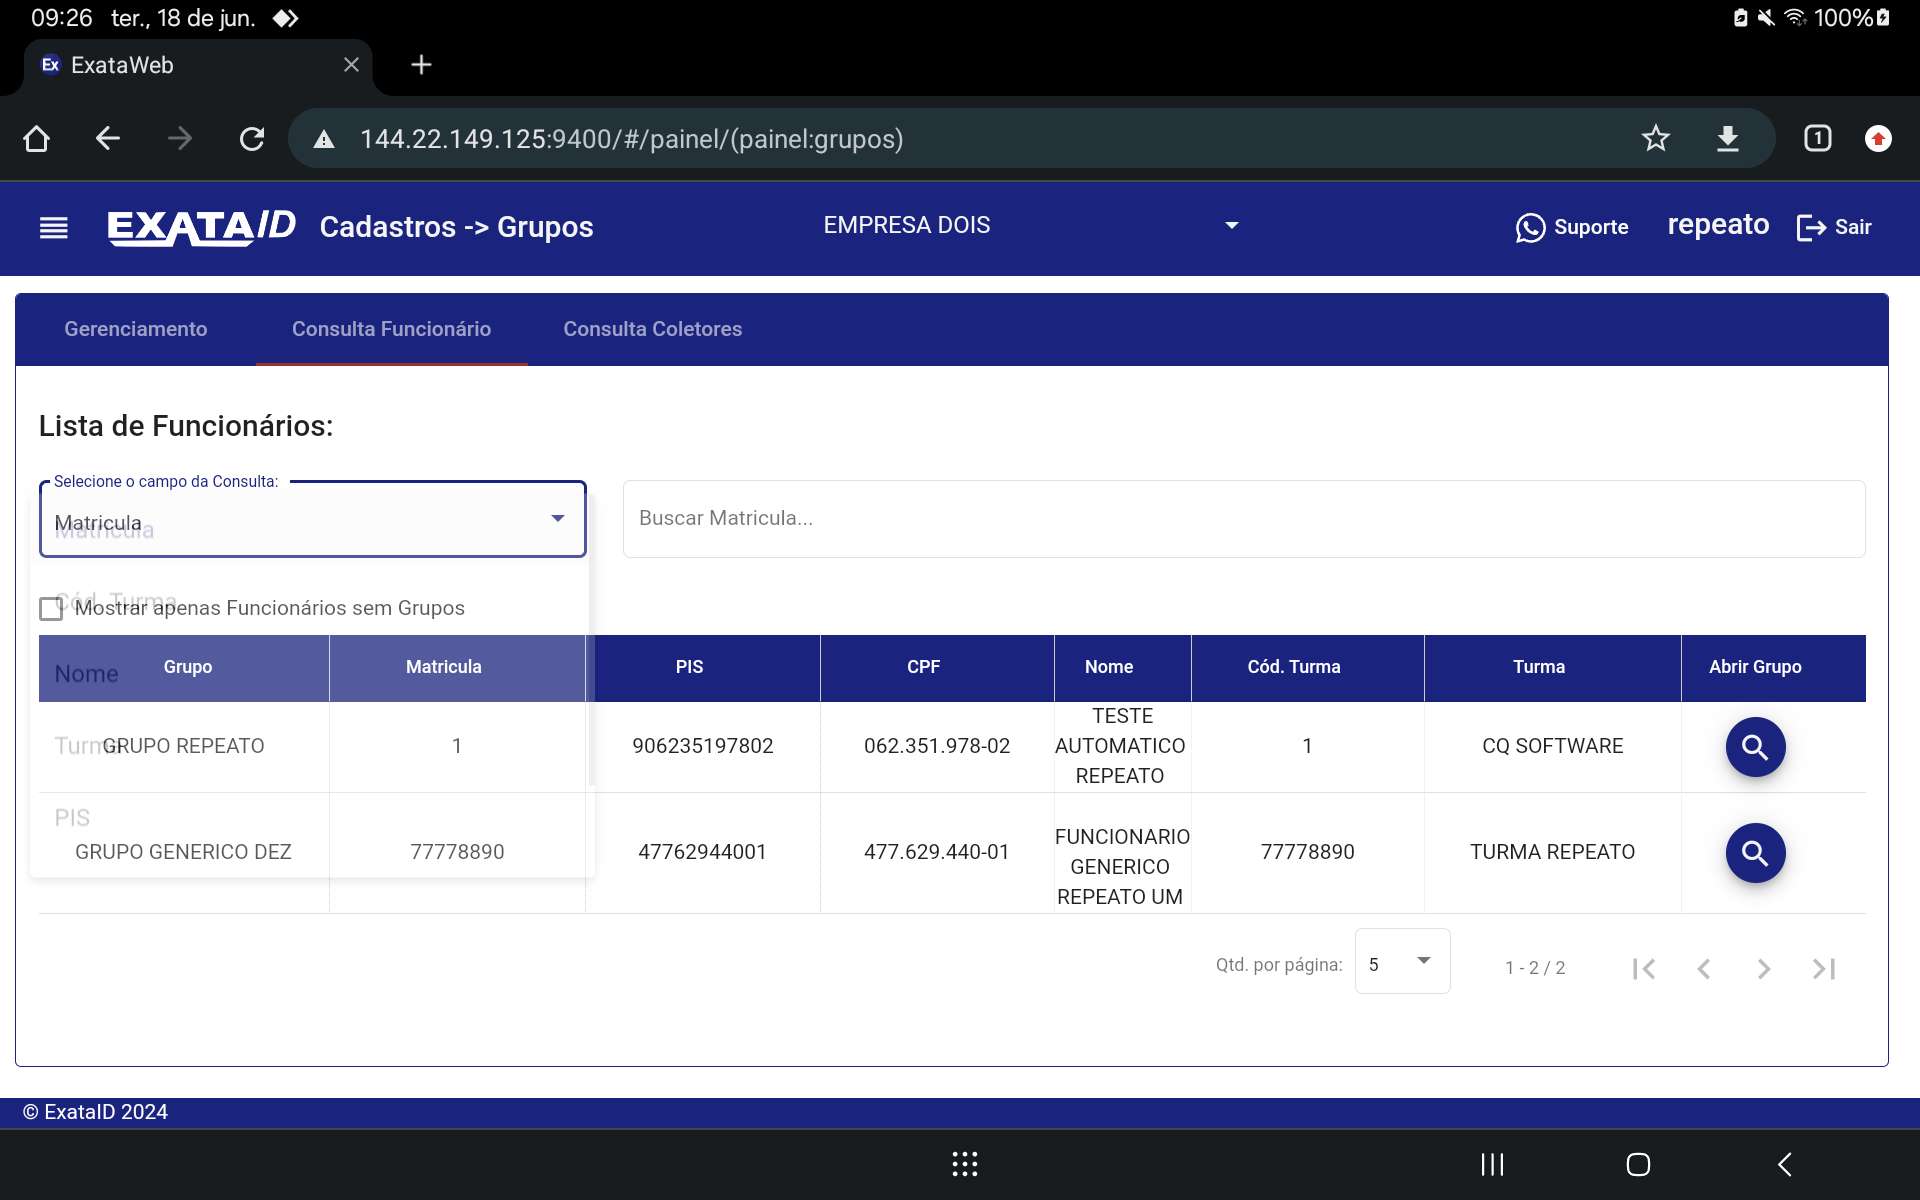 09:26 ter., 18 de jun. 100%
Ex ExataWeb
144.22.149.125:9400/#/painel/(painel:grupos) 1
EXATAID Cadastros -> Grupos EMPRESA DOIS Suporte repeato Sair
Gerenciamento Consulta Funcionário Consulta Coletores
Lista de Funcionários:
Selecione o campo da Consulta:
Matricula Buscar Matricula...
Matricula
Cód. Turma
Mostrar apenas Funcionários sem Grupos
Nome
Grupo Matricula PIS CPF Nome Cód. Turma Turma Abrir Grupo
Turma
GRUPO REPEATO 1 906235197802 062.351.978-02 TESTE AUTOMATICO REPEATO 1 CQ SOFTWARE
PIS
GRUPO GENERICO DEZ 77778890 47762944001 477.629.440-01 FUNCIONARIO GENERICO REPEATO UM 77778890 TURMA REPEATO
Qtd. por página: 5 1 - 2 / 2
© ExataID 2024